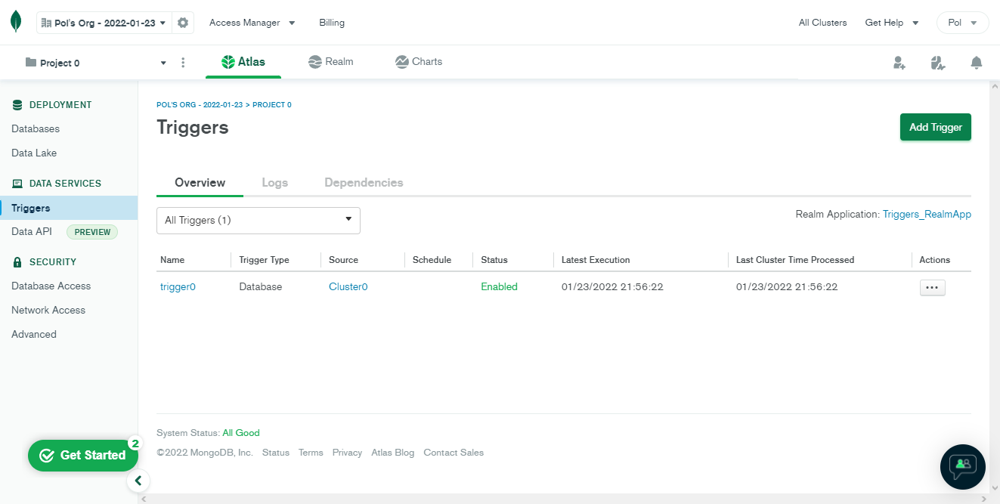 Pol's Org - 2022-01-23 Access Manager Billing All Clusters Get Help Pol
Project 0 Atlas Realm Charts
DEPLOYMENT
Databases
Data Lake
DATA SERVICES
Triggers
Data API PREVIEW
SECURITY
Database Access
Network Access
Advanced
Get Started 2
POL'S ORG - 2022-01-23 > PROJECT 0
Triggers
Add Trigger
Overview Logs Dependencies
All Triggers (1)
Realm Application: Triggers_RealmApp
Name Trigger Type Source Schedule Status Latest Execution Last Cluster Time Processed Actions
trigger0 Database Cluster0 Enabled 01/23/2022 21:56:22 01/23/2022 21:56:22
System Status: All Good
©2022 MongoDB, Inc. Status Terms Privacy Atlas Blog Contact Sales